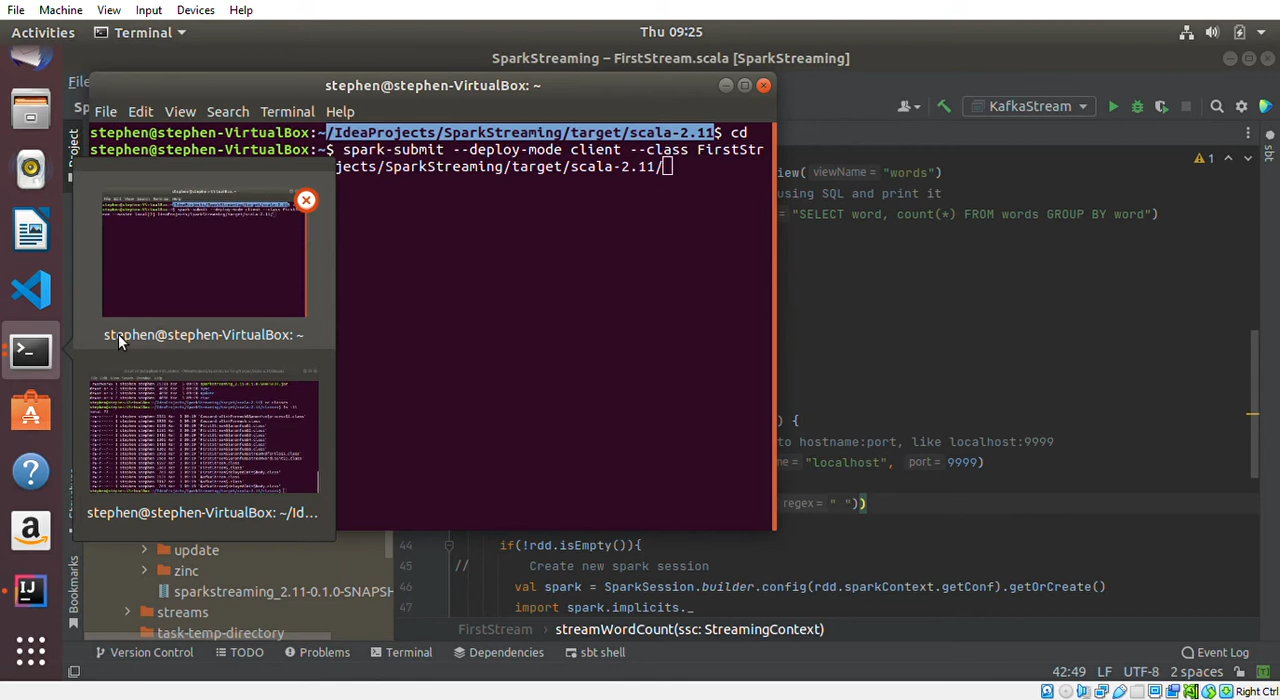 File Machine View Input Devices Help
Activities Terminal Thu 09:25
SparkStreaming – FirstStream.scala [SparkStreaming]
File
stephen@stephen-VirtualBox: ~
File Edit View Search Terminal Help
KafkaStream
stephen@stephen-VirtualBox:~/IdeaProjects/SparkStreaming/target/scala-2.11$ cd
stephen@stephen-VirtualBox:~$ spark-submit --deploy-mode client --class FirstStr
jects/SparkStreaming/target/scala-2.11/
Project
sbt
1
view( viewName = "words")
using SQL and print it
= "SELECT word, count(*) FROM words GROUP BY word")
stephen@stephen-VirtualBox: ~
) {
to hostname:port, like localhost:9999
= "localhost", port = 9999)
regex = " "))
stephen@stephen-VirtualBox: ~/Id...
44 if(!rdd.isEmpty()){
45 // Create new spark session
46 val spark = SparkSession.builder.config(rdd.sparkContext.getConf).getOrCreate()
47 import spark.implicits._
update
zinc
sparkstreaming_2.11-0.1.0-SNAPSH
streams
task-temp-directory
Bookmarks
FirstStream › streamWordCount(ssc: StreamingContext)
Version Control TODO Problems Terminal Dependencies sbt shell Event Log
42:49 LF UTF-8 2 spaces
Right Ctrl